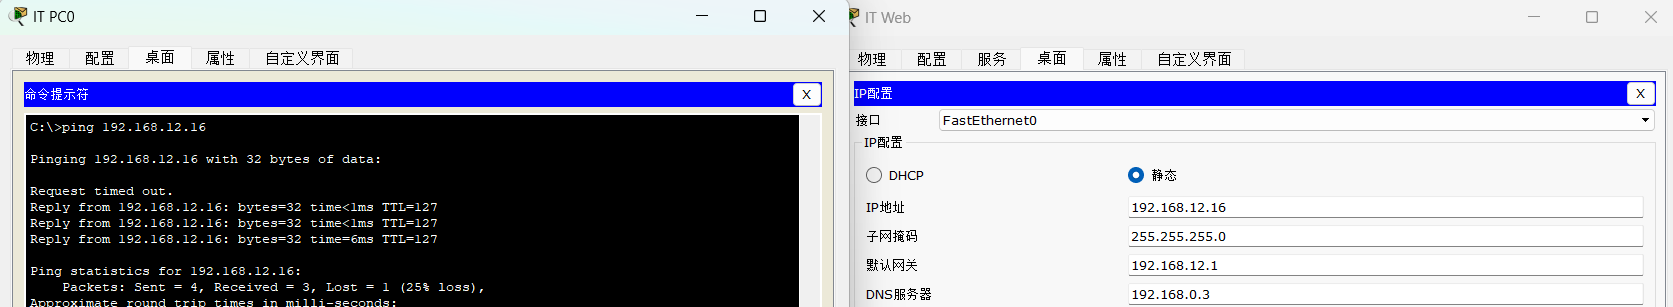 IT PC0
物理 配置 桌面 属性 自定义界面
命令提示符
X
C:\>ping 192.168.12.16
Pinging 192.168.12.16 with 32 bytes of data:
Request timed out.
Reply from 192.168.12.16: bytes=32 time<1ms TTL=127
Reply from 192.168.12.16: bytes=32 time<1ms TTL=127
Reply from 192.168.12.16: bytes=32 time=6ms TTL=127
Ping statistics for 192.168.12.16:
Packets: Sent = 4, Received = 3, Lost = 1 (25% loss),
Approximate round trip times in milli-seconds:
IT Web
物理 配置 服务 桌面 属性 自定义界面
IP配置
X
接口 FastEthernet0
IP配置
DHCP 静态
IP地址 192.168.12.16
子网掩码 255.255.255.0
默认网关 192.168.12.1
DNS服务器 192.168.0.3